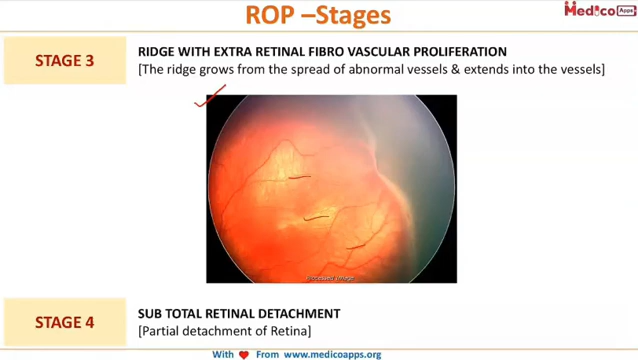 ROP –Stages
Medico Apps
STAGE 3
RIDGE WITH EXTRA RETINAL FIBRO VASCULAR PROLIFERATION
[The ridge grows from the spread of abnormal vessels & extends into the vessels]
STAGE 4
SUB TOTAL RETINAL DETACHMENT
[Partial detachment of Retina]
With From www.medicoapps.org